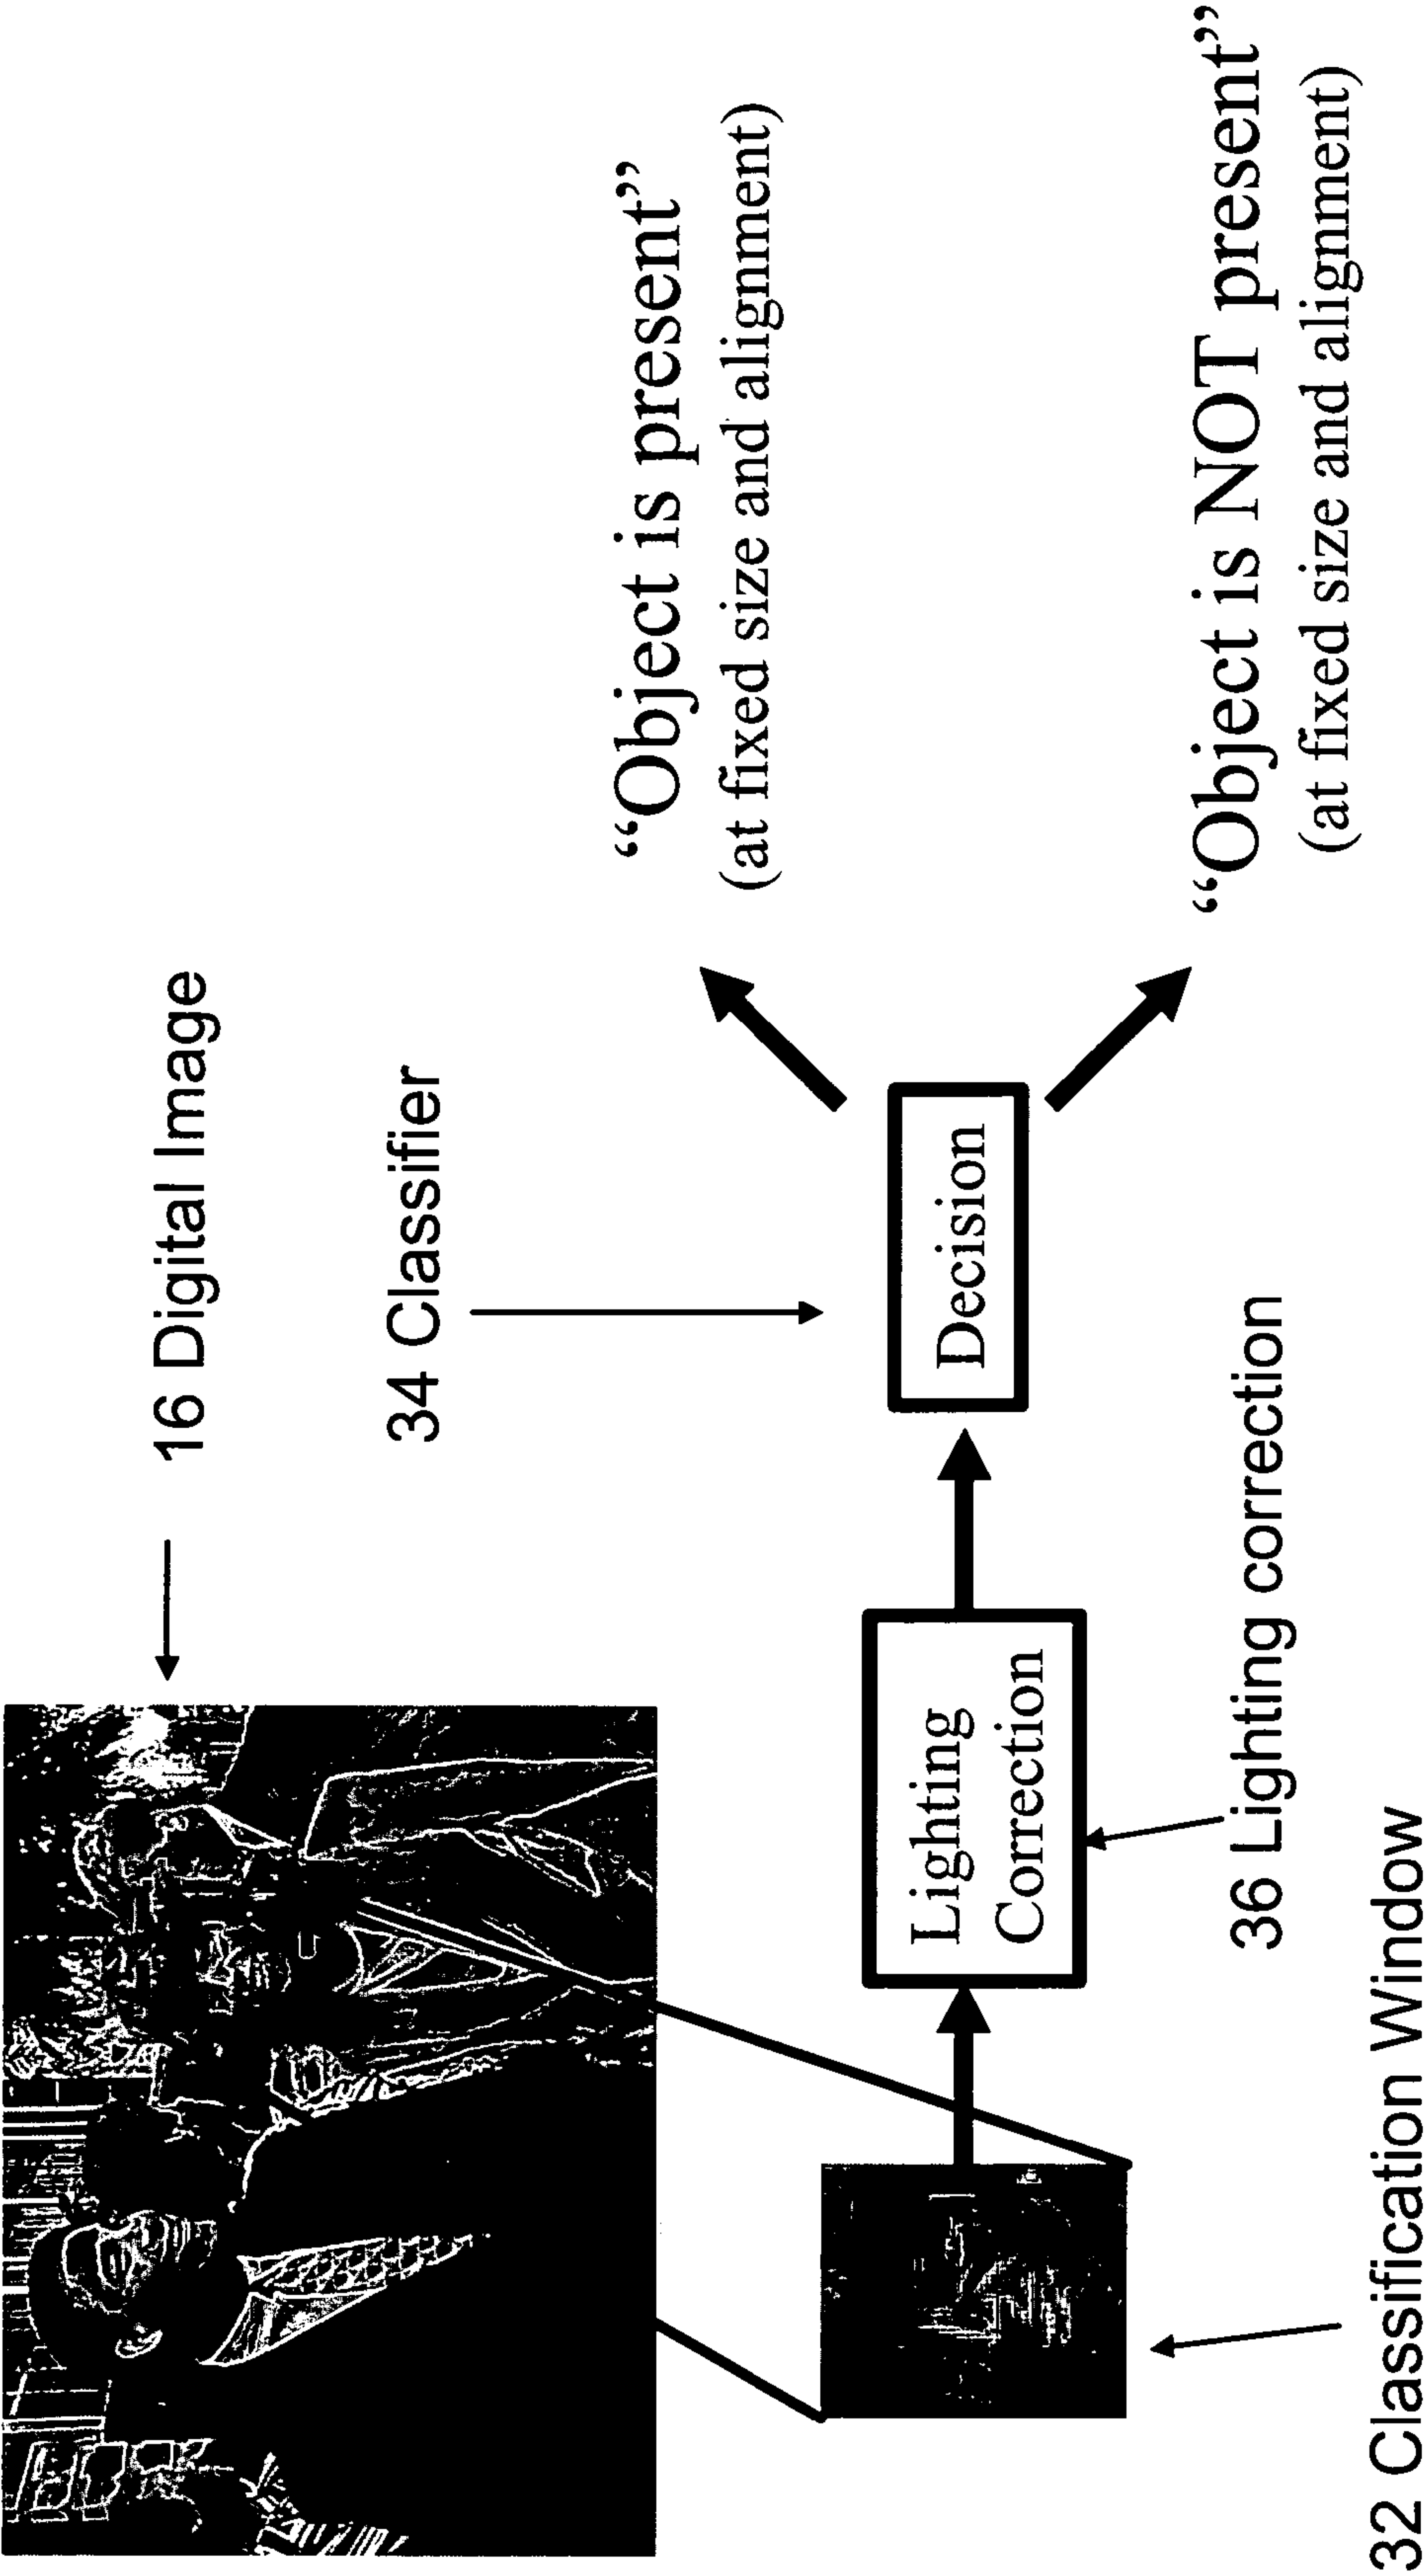 16 Digital Image
34 Classifier
“Object is present”
(at fixed size and alignment)
Lighting
Correction
Decision
“Object is NOT present”
(at fixed size and alignment)
36 Lighting correction
32 Classification Window